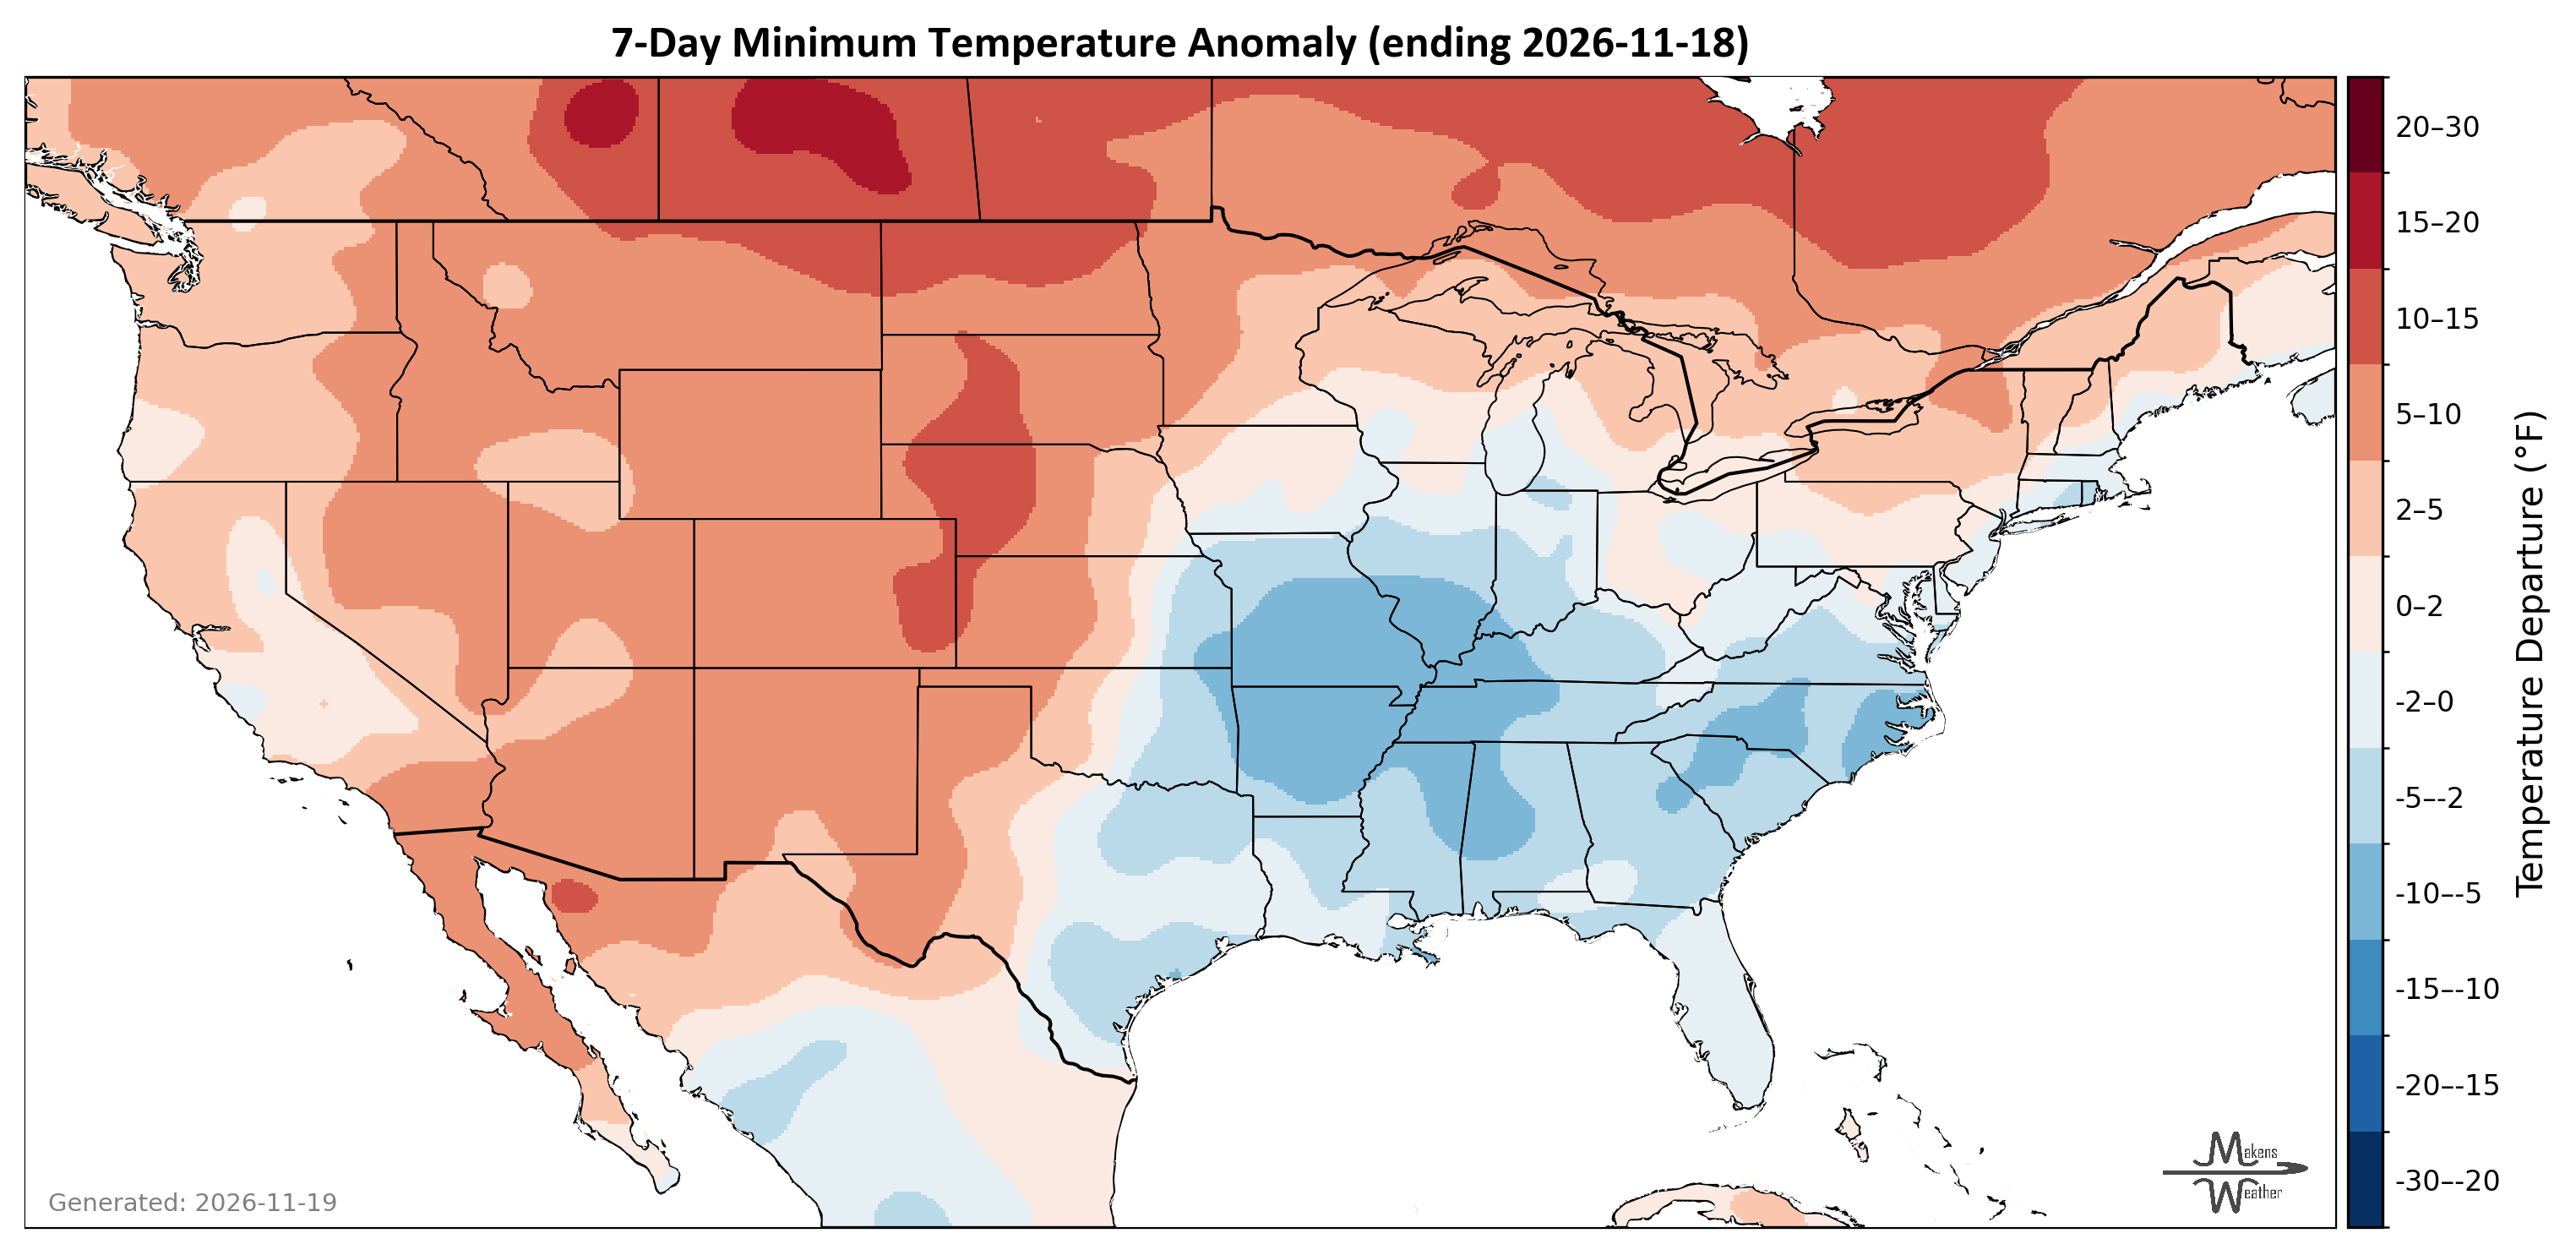 7-Day Minimum Temperature Anomaly (ending 2026-11-18)
20–30
15–20
10–15
5–10
2–5
0–2
-2–0
-5–-2
-10–-5
-15–-10
-20–-15
-30–-20
Temperature Departure (°F)
Makens
Weather
Generated: 2026-11-19